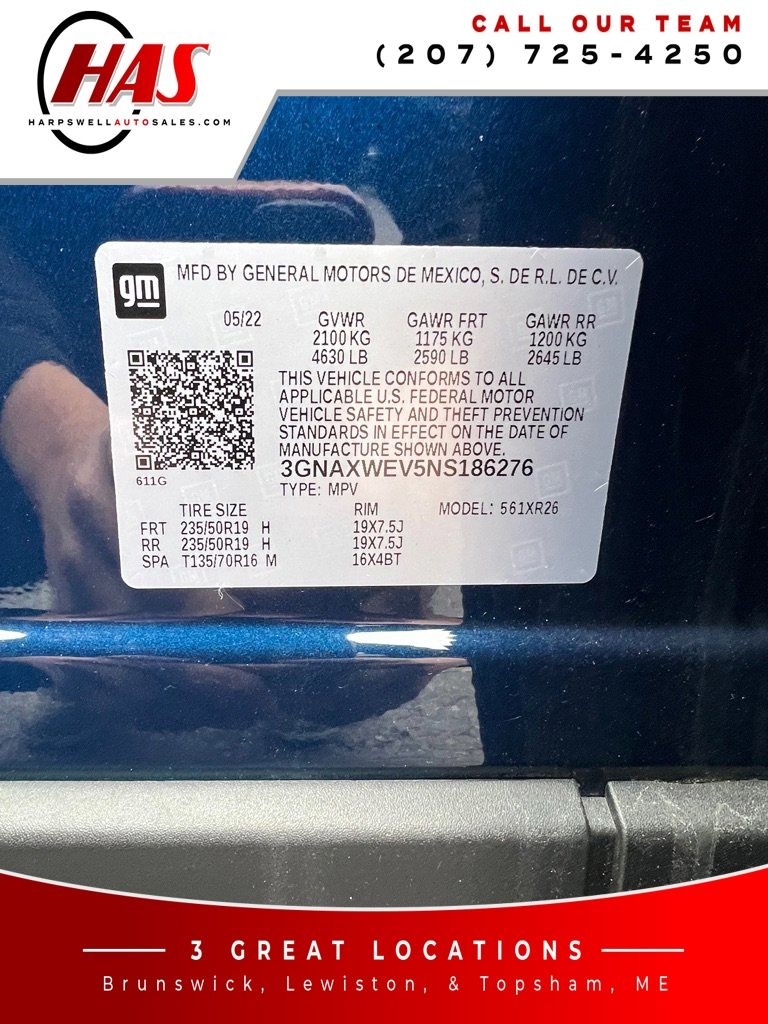 HAS
HARPSWELLAUTOSALES.COM
CALL OUR TEAM
(207) 725-4250
gm
MFD BY GENERAL MOTORS DE MEXICO, S. DE R.L. DE C.V.
05/22 GVWR GAWR FRT GAWR RR
2100 KG 1175 KG 1200 KG
4630 LB 2590 LB 2645 LB
THIS VEHICLE CONFORMS TO ALL
APPLICABLE U.S. FEDERAL MOTOR
VEHICLE SAFETY AND THEFT PREVENTION
STANDARDS IN EFFECT ON THE DATE OF
MANUFACTURE SHOWN ABOVE.
3GNAXWEV5NS186276
611G
TYPE: MPV
TIRE SIZE RIM MODEL: 561XR26
FRT 235/50R19 H 19X7.5J
RR 235/50R19 H 19X7.5J
SPA T135/70R16 M 16X4BT
3 GREAT LOCATIONS
Brunswick, Lewiston, & Topsham, ME